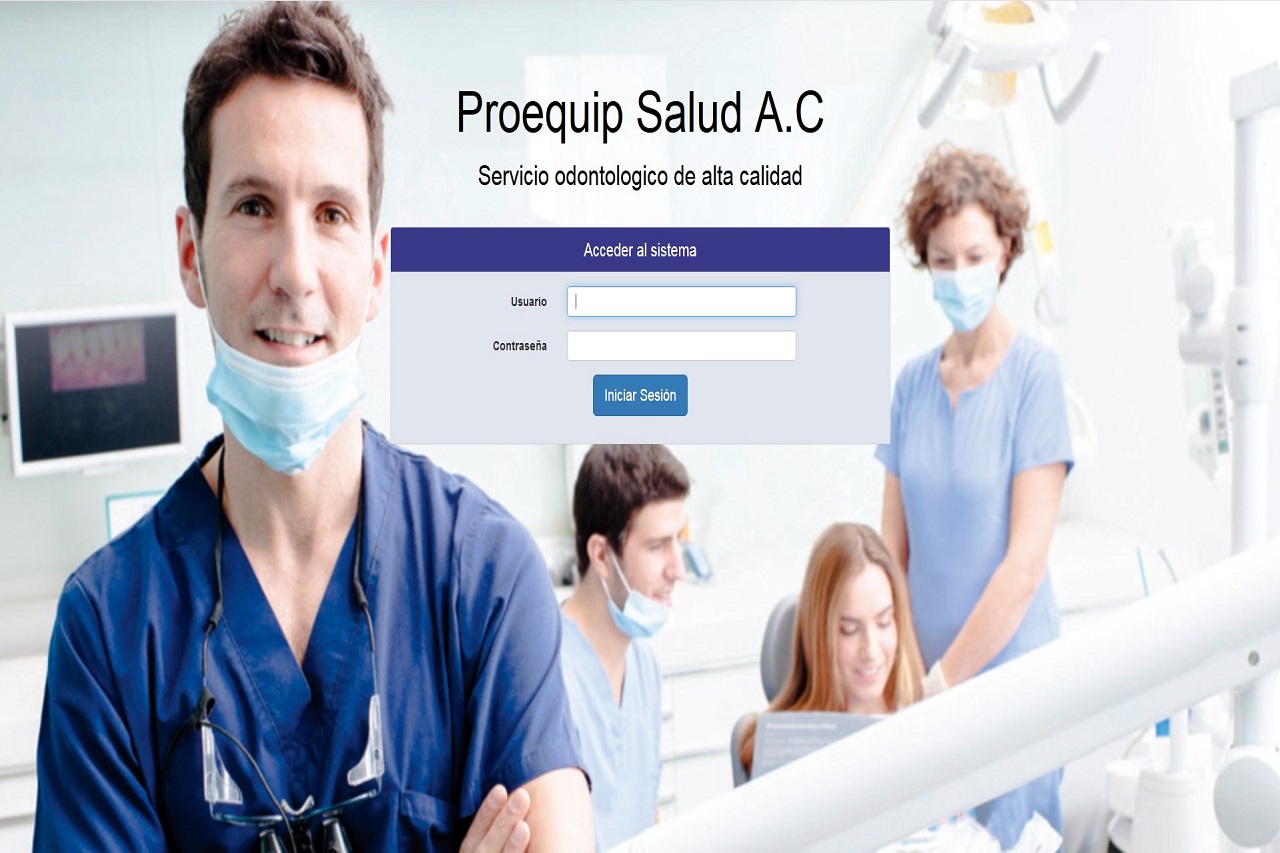 Proequip Salud A.C
Servicio odontologico de alta calidad
Acceder al sistema
Usuario
Contraseña
Iniciar Sesión